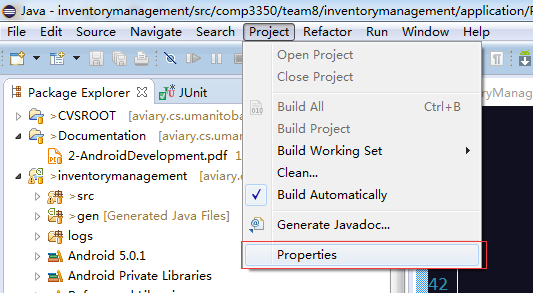 Java - inventorymanagement/src/comp3350/team8/inventorymanagement/application/
File Edit Source Navigate Search Project Refactor Run Window Help
Open Project
Close Project
Build All Ctrl+B
Build Project
Build Working Set
Clean...
Build Automatically
Generate Javadoc...
Properties
Package Explorer JUnit
>CVSROOT [aviary.cs.umanitoba
>Documentation [aviary.cs.um
2-AndroidDevelopment.pdf 1
>inventorymanagement [aviary
>src
>gen [Generated Java Files]
logs
Android 5.0.1
Android Private Libraries
42